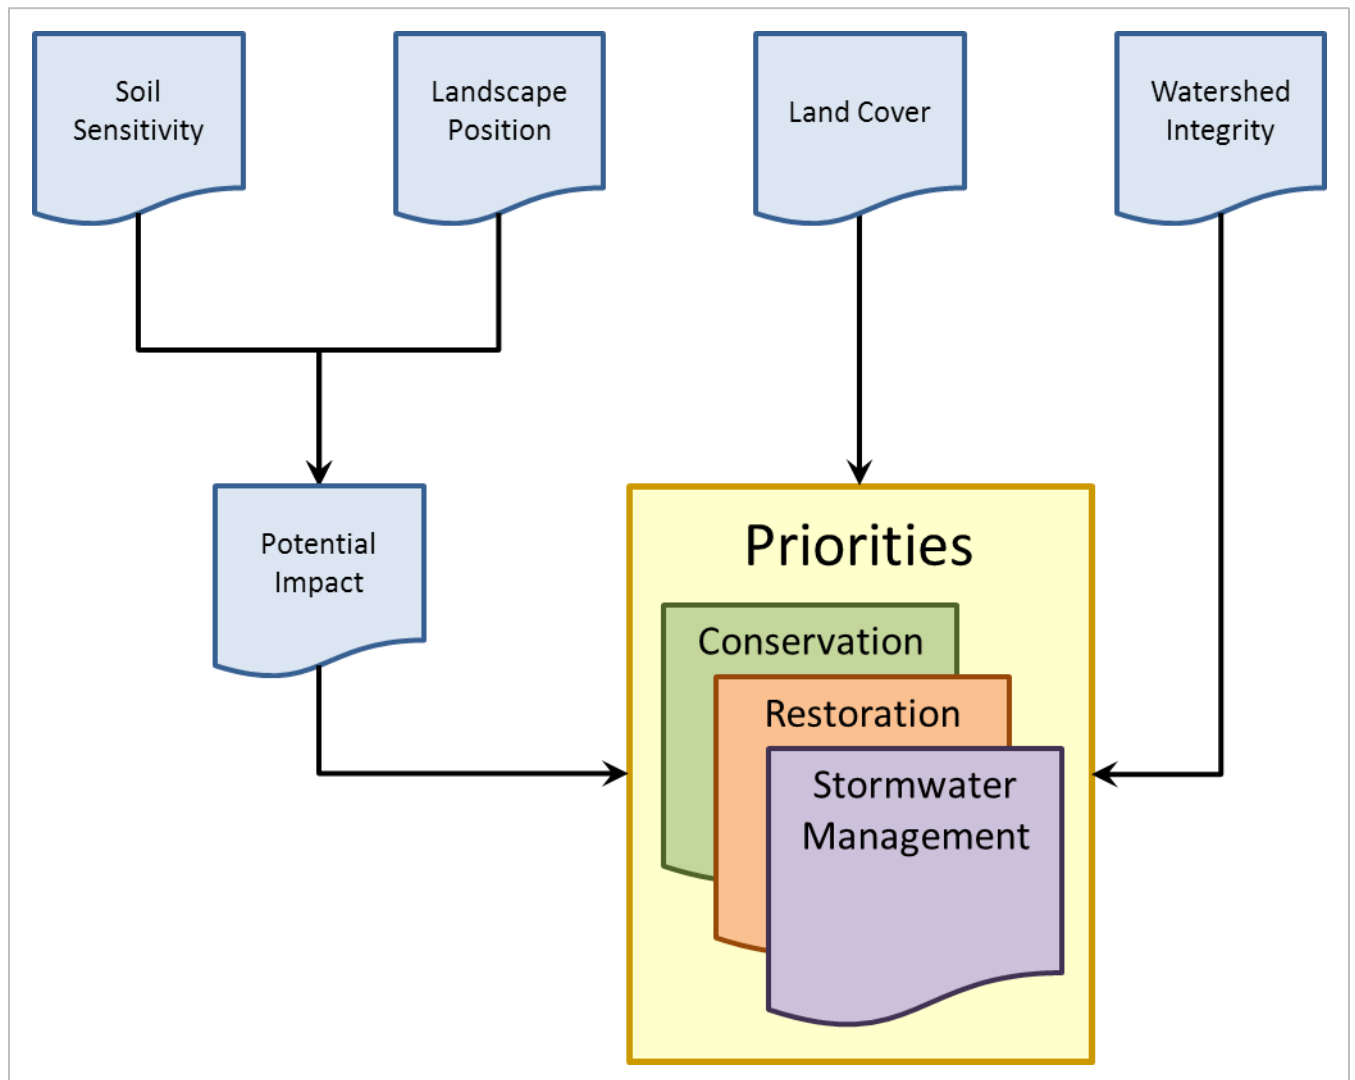 Soil
Sensitivity
Landscape
Position
Land Cover
Watershed
Integrity
Potential
Impact
Priorities
Conservation
Restoration
Stormwater
Management